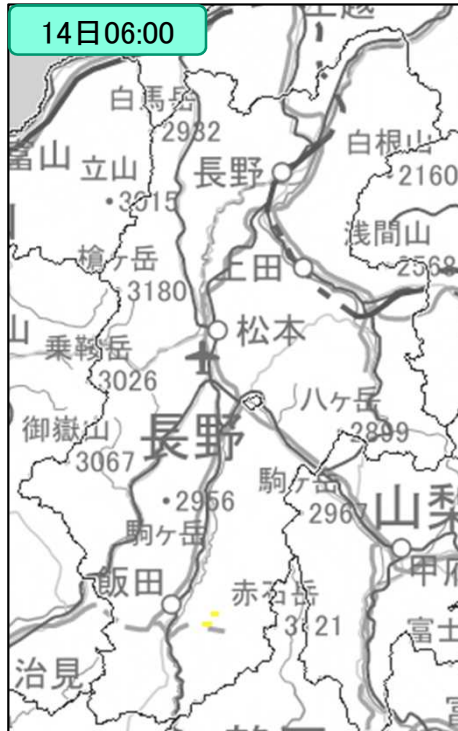 14日06:00
白馬岳
2932
白根山
2160
富山
立山
3015
長野
浅間山
2568
槍ヶ岳
3180
上田
松本
乗鞍岳
3026
八ヶ岳
2899
御嶽山
3067
長野
駒ヶ岳
2967
2956
駒ヶ岳
山梨
甲府
飯田
赤石岳
3121
富士
治見